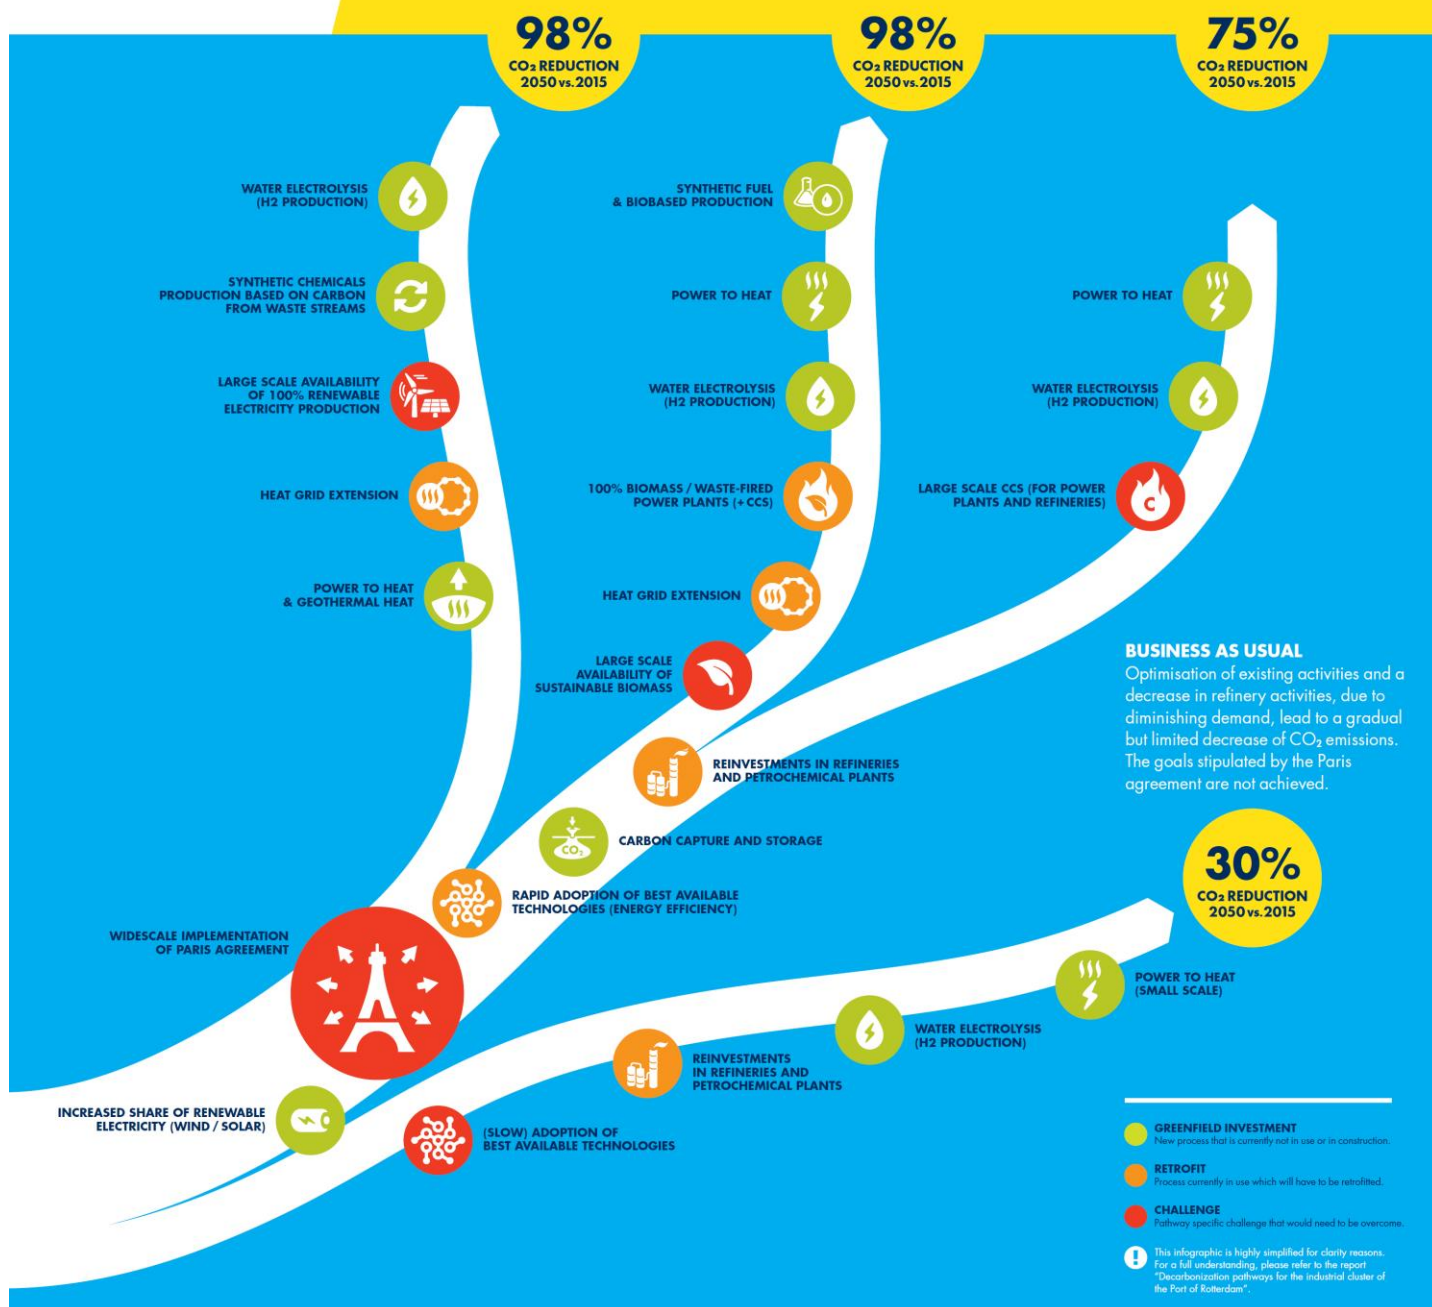 98%
CO₂ REDUCTION
2050 vs. 2015
98%
CO₂ REDUCTION
2050 vs. 2015
75%
CO₂ REDUCTION
2050 vs. 2015
WATER ELECTROLYSIS
(H2 PRODUCTION)
SYNTHETIC CHEMICALS
PRODUCTION BASED ON CARBON
FROM WASTE STREAMS
LARGE SCALE AVAILABILITY
OF 100% RENEWABLE
ELECTRICITY PRODUCTION
HEAT GRID EXTENSION
POWER TO HEAT
& GEOTHERMAL HEAT
SYNTHETIC FUEL
& BIOBASED PRODUCTION
POWER TO HEAT
WATER ELECTROLYSIS
(H2 PRODUCTION)
100% BIOMASS / WASTE-FIRED
POWER PLANTS (+ CCS)
HEAT GRID EXTENSION
LARGE SCALE
AVAILABILITY OF
SUSTAINABLE BIOMASS
POWER TO HEAT
WATER ELECTROLYSIS
(H2 PRODUCTION)
LARGE SCALE CCS (FOR POWER
PLANTS AND REFINERIES)
C
REINVESTMENTS IN REFINERIES
AND PETROCHEMICAL PLANTS
CO₂
CARBON CAPTURE AND STORAGE
RAPID ADOPTION OF BEST AVAILABLE
TECHNOLOGIES (ENERGY EFFICIENCY)
WIDESCALE IMPLEMENTATION
OF PARIS AGREEMENT
INCREASED SHARE OF RENEWABLE
ELECTRICITY (WIND / SOLAR)
(SLOW) ADOPTION OF
BEST AVAILABLE TECHNOLOGIES
REINVESTMENTS
IN REFINERIES AND
PETROCHEMICAL PLANTS
WATER ELECTROLYSIS
(H2 PRODUCTION)
POWER TO HEAT
(SMALL SCALE)
BUSINESS AS USUAL
Optimisation of existing activities and a
decrease in refinery activities, due to
diminishing demand, lead to a gradual
but limited decrease of CO₂ emissions.
The goals stipulated by the Paris
agreement are not achieved.
30%
CO₂ REDUCTION
2050 vs. 2015
GREENFIELD INVESTMENT
New process that is currently not in use or in construction.
RETROFIT
Process currently in use which will have to be retrofitted.
CHALLENGE
Pathway specific challenge that would need to be overcome.
!
This infographic is highly simplified for clarity reasons.
For a full understanding, please refer to the report
"Decarbonization pathways for the industrial cluster of
the Port of Rotterdam".